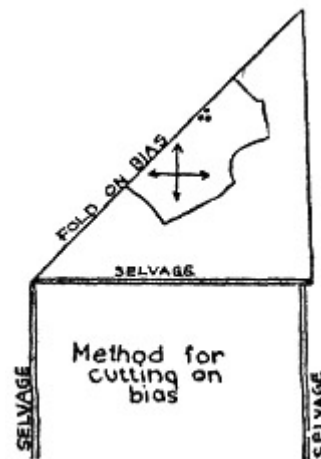 FOLD ON BIAS
SELVAGE
Method for
cutting on
bias
SELVAGE
SELVAGE